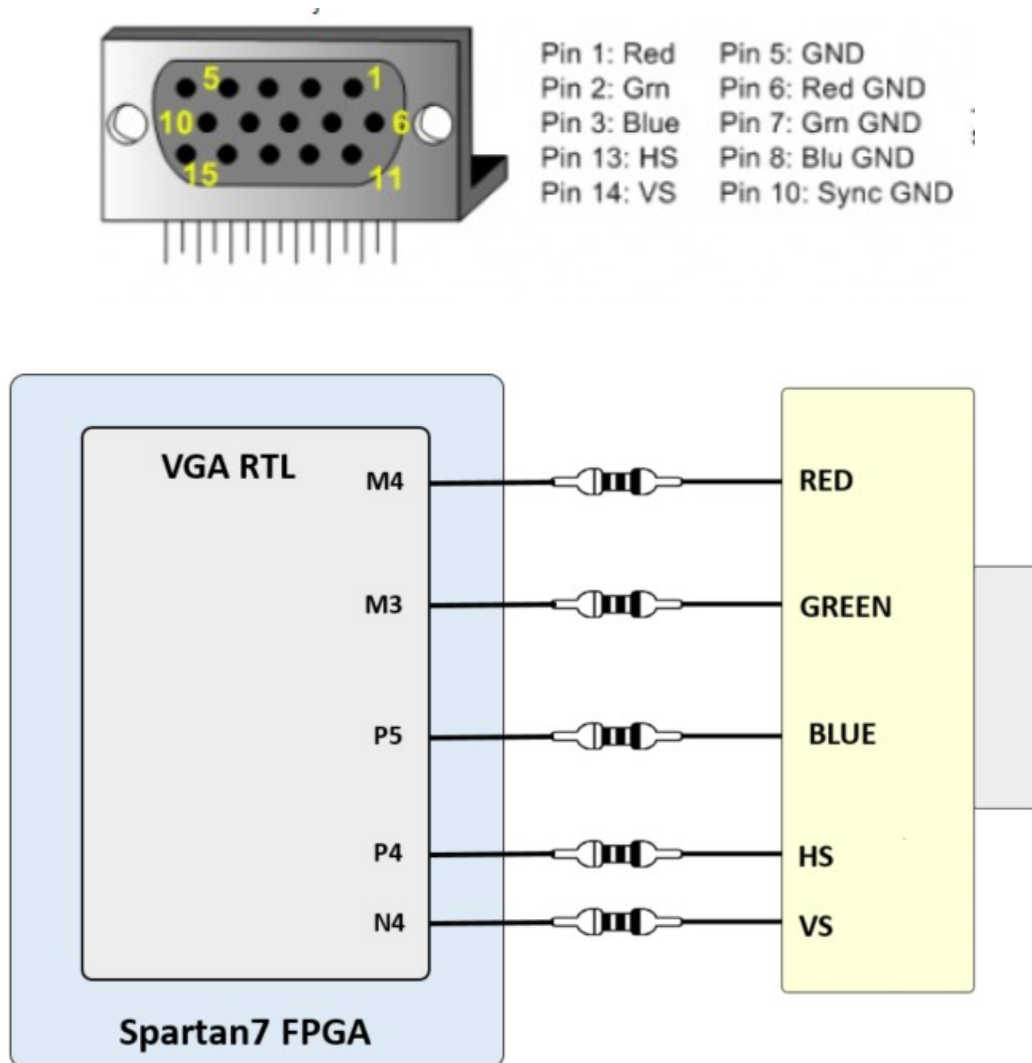 5
1
10
6
15
11
Pin 1: Red Pin 5: GND
Pin 2: Grn Pin 6: Red GND
Pin 3: Blue Pin 7: Grn GND
Pin 13: HS Pin 8: Blu GND
Pin 14: VS Pin 10: Sync GND
VGA RTL
M4
RED
M3
GREEN
P5
BLUE
P4
HS
N4
VS
Spartan7 FPGA